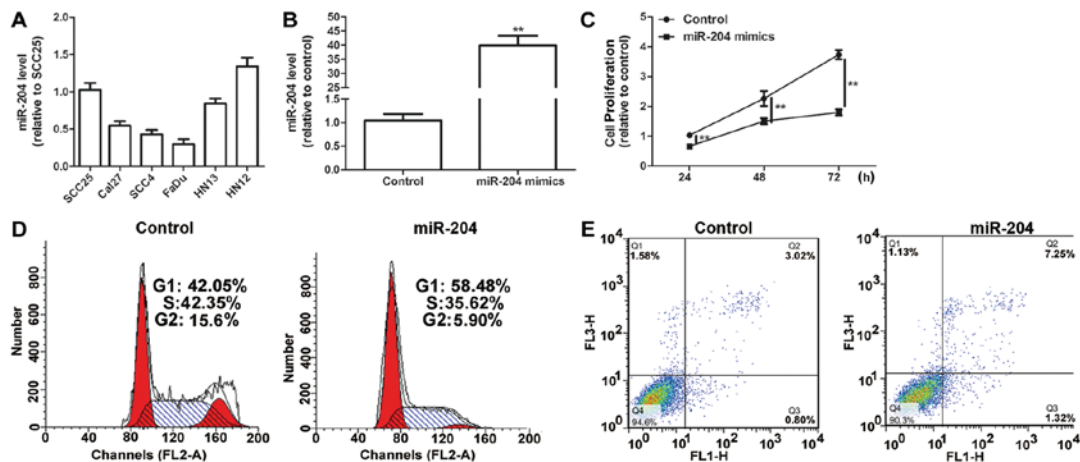 A
miR-204 level
(relative to SCC25)
2.0
1.5
1.0
0.5
0.0
SCC25
Cal27
SCC4
FaDu
HN13
HN12
B
miR-204 level
(relative to control)
50
45
40
35
30
25
20
1.5
1.0
0.5
0.0
**
Control
miR-204 mimics
C
Control
miR-204 mimics
Cell Proliferation
(relative to control)
5
4
3
2
1
0
**
**
**
24
48
72
(h)
D
Control
Number
800
600
400
200
0
G1: 42.05%
S:42.35%
G2: 15.6%
0 40 80 120 160 200
Channels (FL2-A)
miR-204
Number
800
600
400
200
0
G1: 58.48%
S:35.62%
G2:5.90%
0 40 80 120 160 200
Channels (FL2-A)
E
Control
FL3-H
10⁴
10³
10²
10¹
10⁰
Q1
1.58%
Q2
3.02%
Q4
94.6%
Q3
0.80%
10⁰ 10¹ 10² 10³ 10⁴
FL1-H
miR-204
FL3-H
10⁴
10³
10²
10¹
10⁰
Q1
1.13%
Q2
7.25%
Q4
90.3%
Q3
1.32%
10⁰ 10¹ 10² 10³ 10⁴
FL1-H